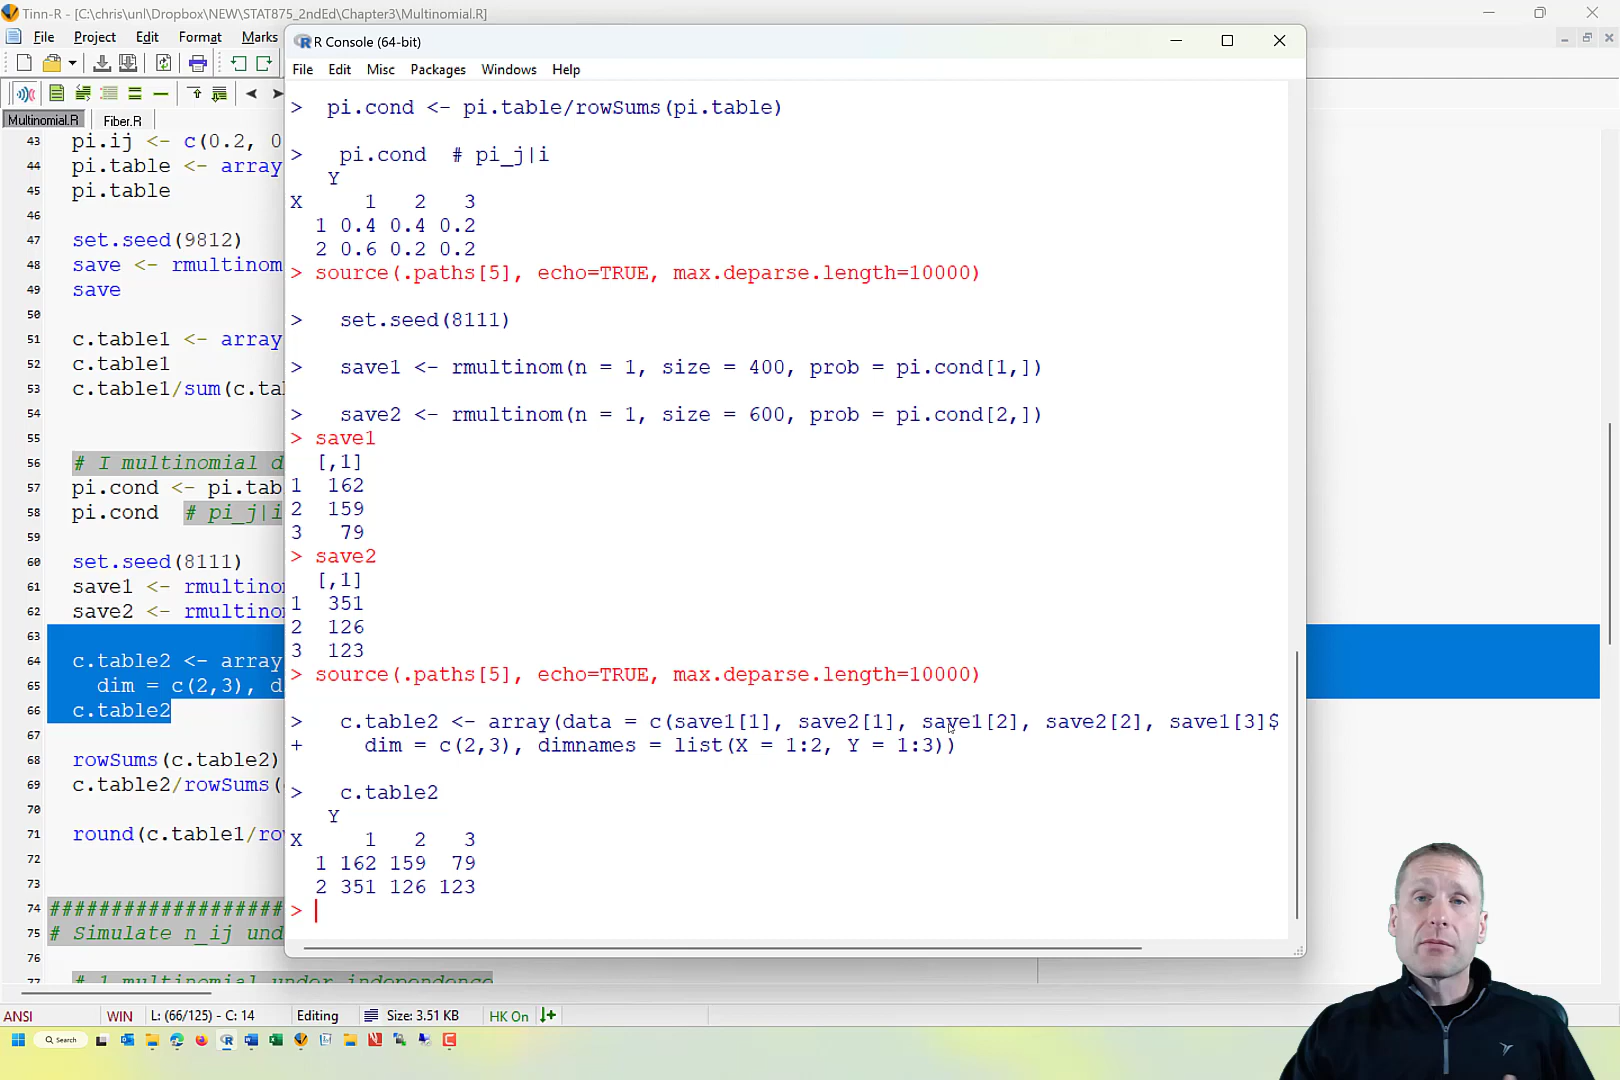 Tinn-R - [C:\chris\unl\Dropbox\NEW\STAT875_2ndEd\Chapter3\Multinomial.R]
File Project Edit Format Marks
Multinomial.R Fiber.R
43 pi.ij <- c(0.2, 0
44 pi.table <- array
45 pi.table
46
47 set.seed(9812)
48 save <- rmultinom
49 save
50
51 c.table1 <- array
52 c.table1
53 c.table1/sum(c.ta
54
55
56 # I multinomial d
57 pi.cond <- pi.tab
58 pi.cond # pi_j|i
59
60 set.seed(8111)
61 save1 <- rmultino
62 save2 <- rmultino
63
64 c.table2 <- array
65 dim = c(2,3), d
66 c.table2
67
68 rowSums(c.table2)
69 c.table2/rowSums(
70
71 round(c.table1/ro
72
73
74 ###################
75 # Simulate n_ij und
76
77 # 1 multinomial under independence
R Console (64-bit)
File Edit Misc Packages Windows Help
> pi.cond <- pi.table/rowSums(pi.table)
> pi.cond # pi_j|i
Y
X 1 2 3
1 0.4 0.4 0.2
2 0.6 0.2 0.2
> source(.paths[5], echo=TRUE, max.deparse.length=10000)
> set.seed(8111)
> save1 <- rmultinom(n = 1, size = 400, prob = pi.cond[1,])
> save2 <- rmultinom(n = 1, size = 600, prob = pi.cond[2,])
> save1
[,1]
1 162
2 159
3 79
> save2
[,1]
1 351
2 126
3 123
> source(.paths[5], echo=TRUE, max.deparse.length=10000)
> c.table2 <- array(data = c(save1[1], save2[1], save1[2], save2[2], save1[3]$
+ dim = c(2,3), dimnames = list(X = 1:2, Y = 1:3))
> c.table2
Y
X 1 2 3
1 162 159 79
2 351 126 123
>
ANSI WIN L: (66/125) - C: 14 Editing Size: 3.51 KB HK On
Search